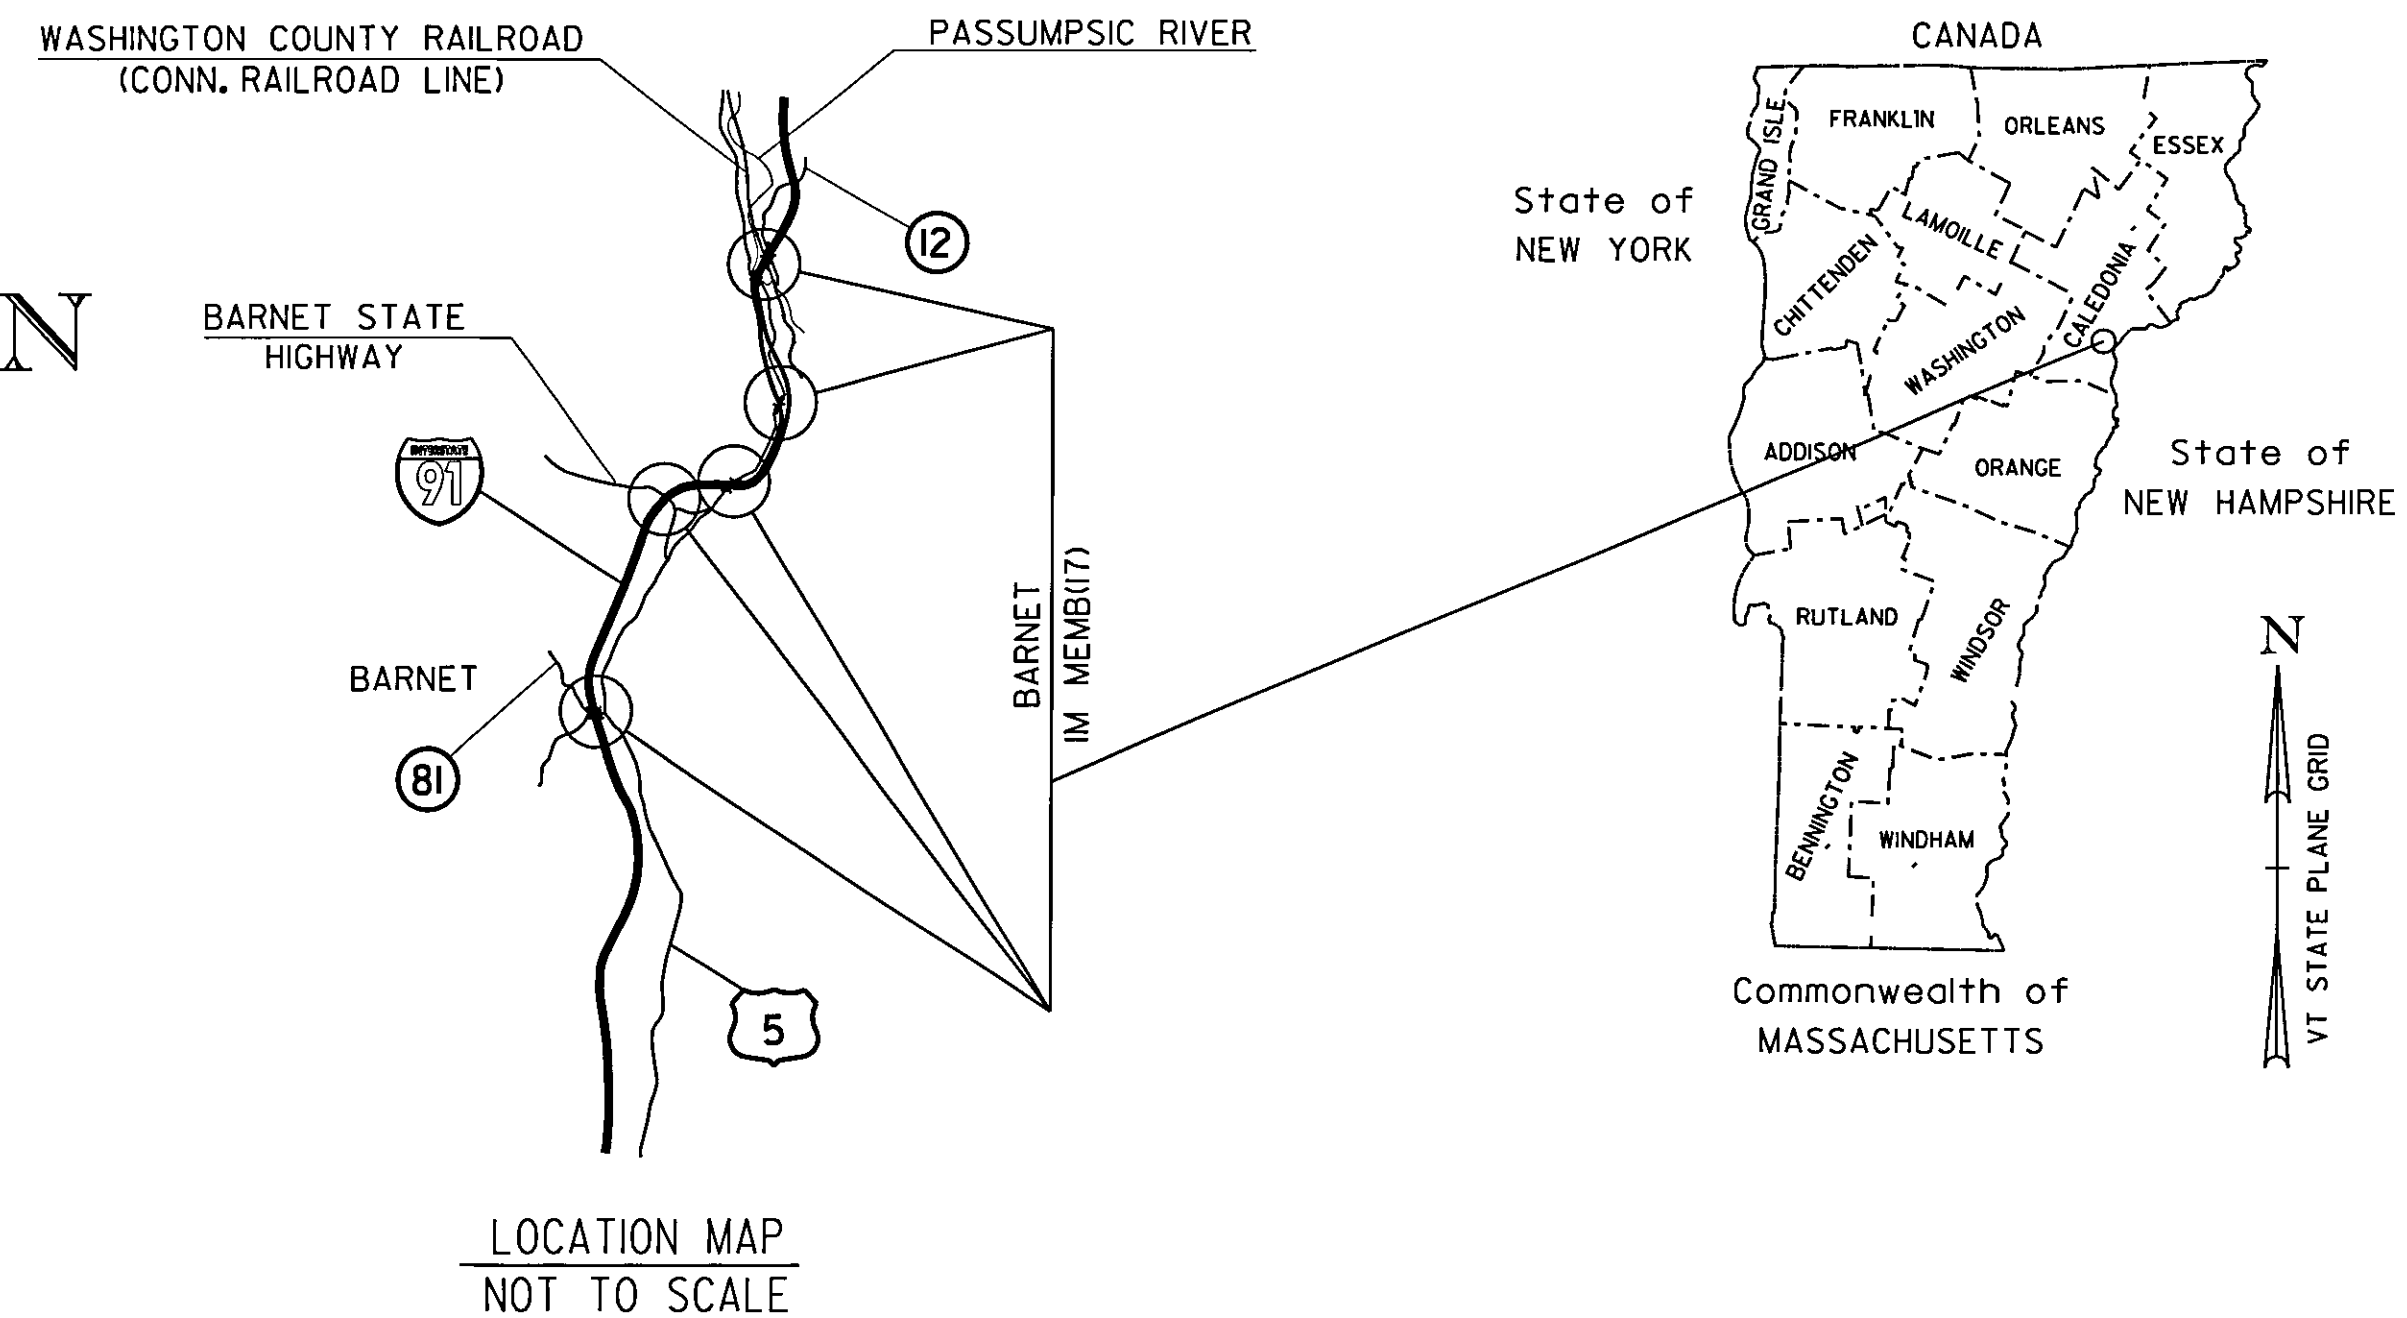 WASHINGTON COUNTY RAILROAD
(CONN. RAILROAD LINE)
PASSUMPSIC RIVER
12
N
BARNET STATE
HIGHWAY
INTERSTATE
91
BARNET
81
5
BARNET
IM MEMB(17)
LOCATION MAP
NOT TO SCALE
CANADA
GRAND ISLE
FRANKLIN
ORLEANS
ESSEX
State of
NEW YORK
LAMOILLE
CHITTENDEN
CALEDONIA
WASHINGTON
ADDISON
ORANGE
State of
NEW HAMPSHIRE
RUTLAND
WINDSOR
BENNINGTON
WINDHAM
Commonwealth of
MASSACHUSETTS
N
VT STATE PLANE GRID